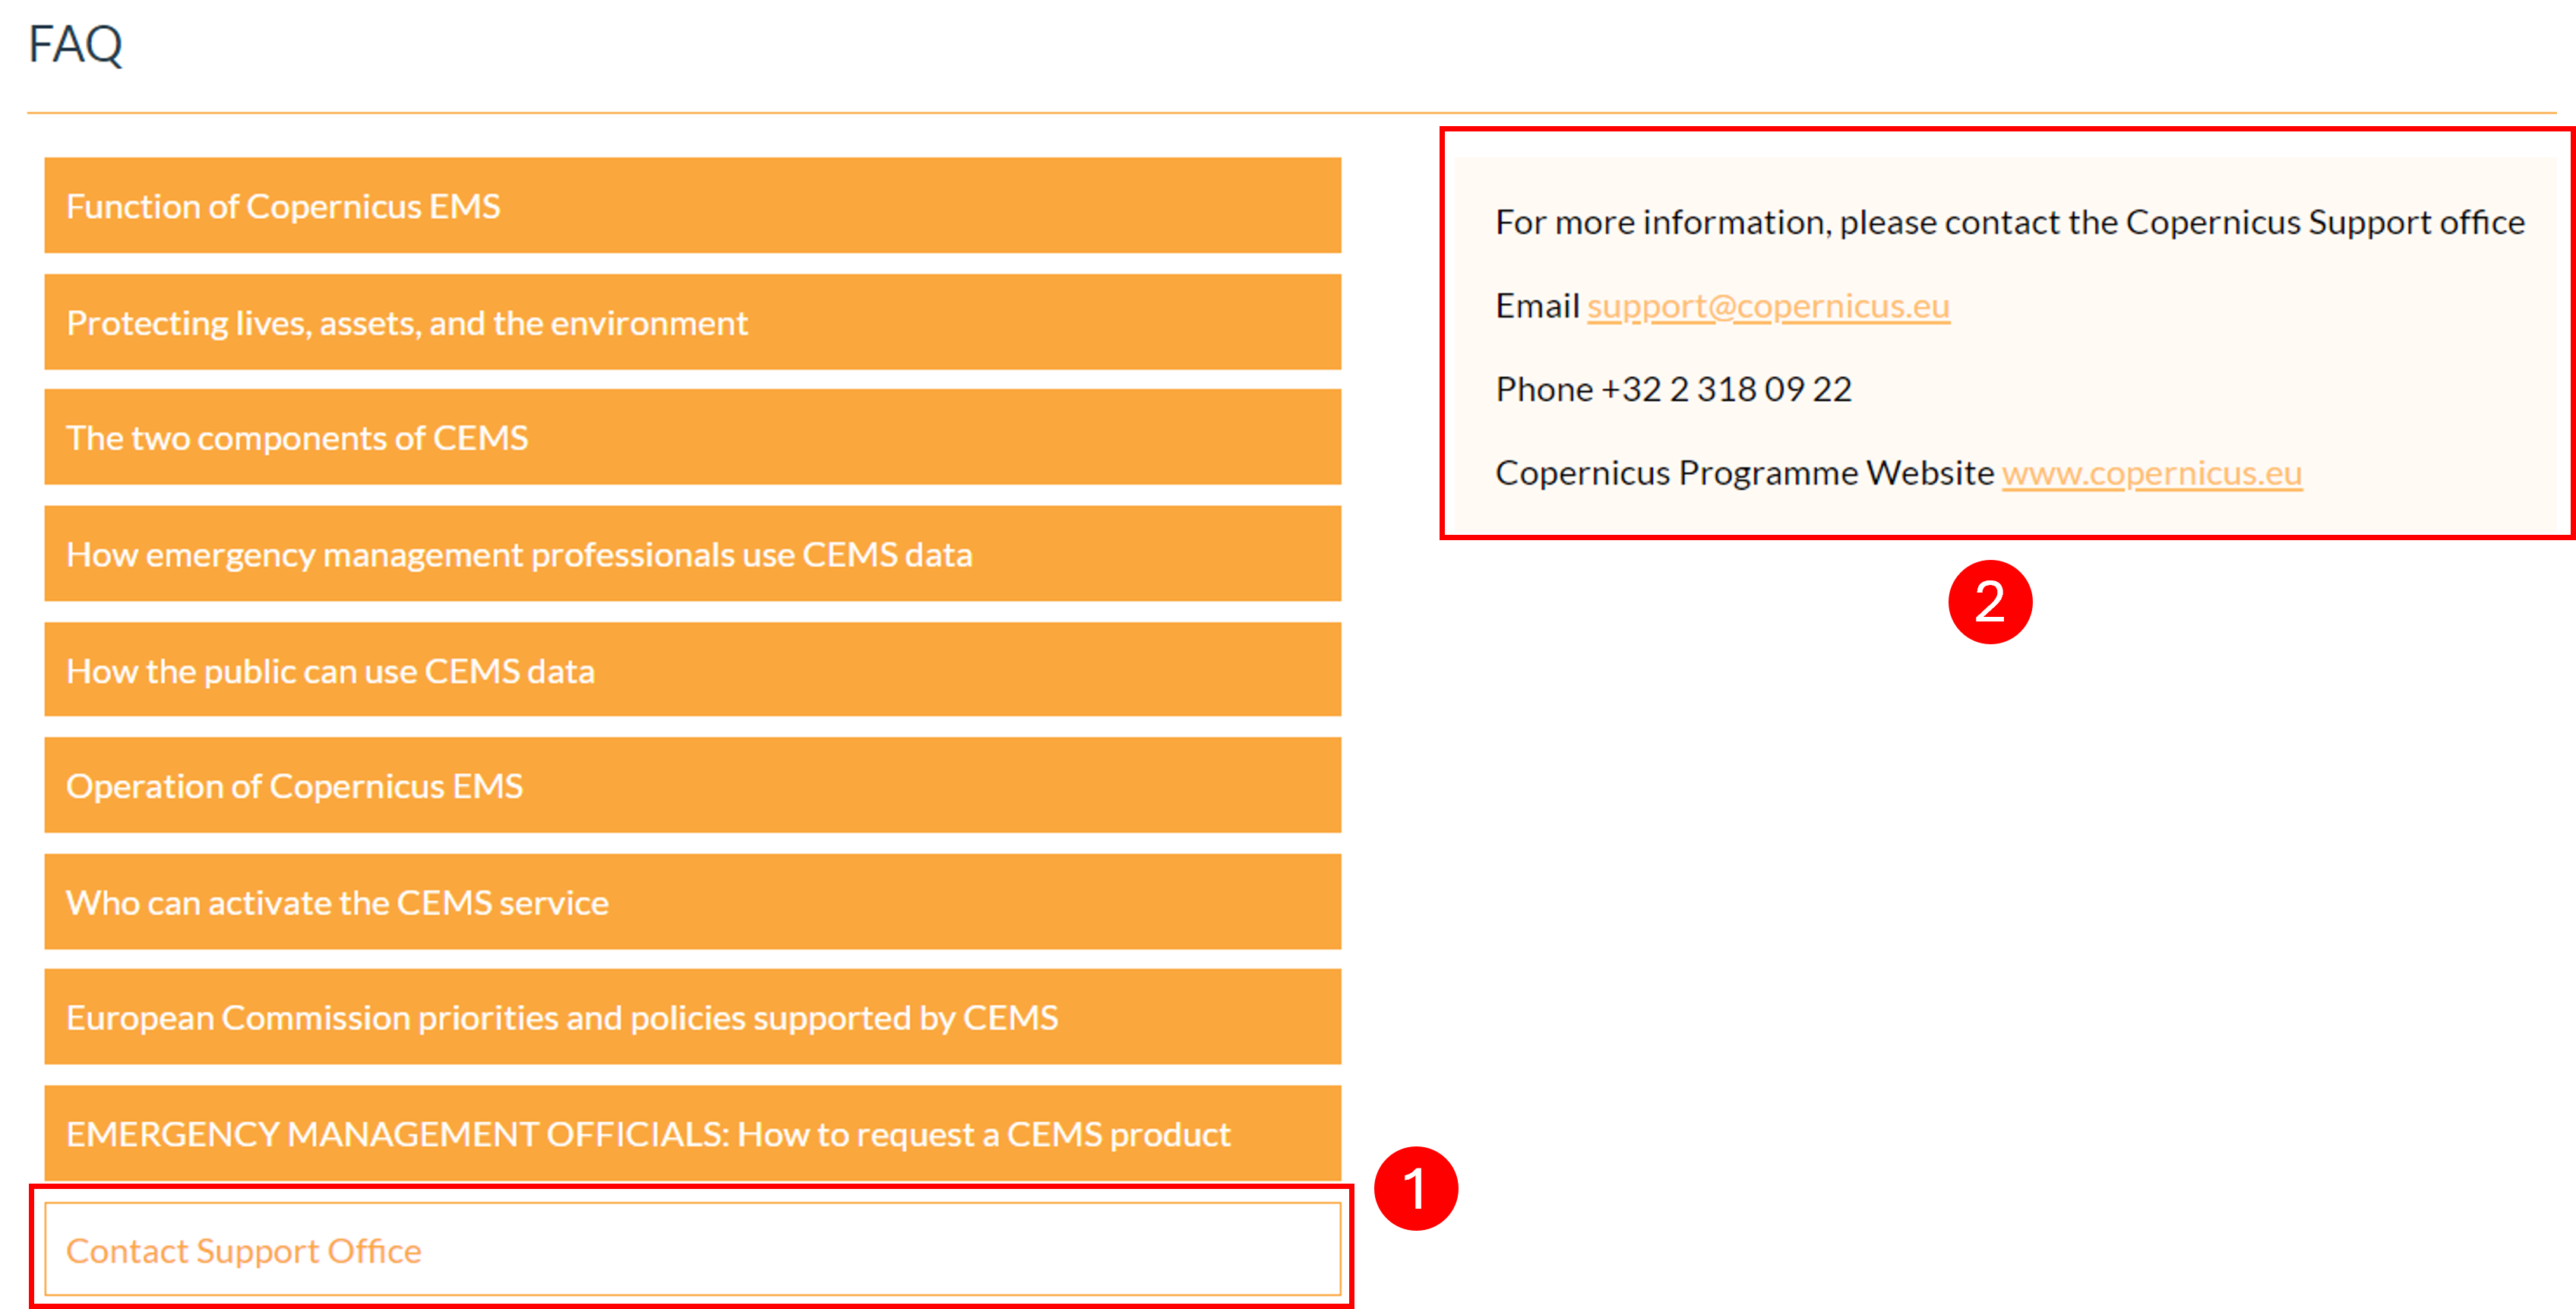 FAQ
Function of Copernicus EMS
Protecting lives, assets, and the environment
The two components of CEMS
How emergency management professionals use CEMS data
How the public can use CEMS data
Operation of Copernicus EMS
Who can activate the CEMS service
European Commission priorities and policies supported by CEMS
EMERGENCY MANAGEMENT OFFICIALS: How to request a CEMS product
Contact Support Office
1
For more information, please contact the Copernicus Support office
Email support@copernicus.eu
Phone +32 2 318 09 22
Copernicus Programme Website www.copernicus.eu
2